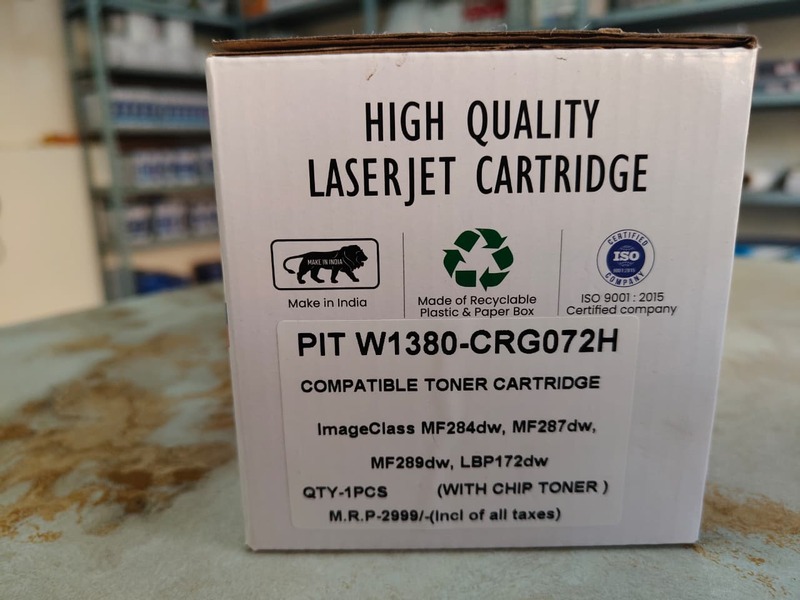 HIGH QUALITY
LASERJET CARTRIDGE
MAKE IN INDIA
Make in India
Made of Recyclable
Plastic & Paper Box
CERTIFIED
ISO
9001:2015
COMPANY
ISO 9001 : 2015
Certified company
PIT W1380-CRG072H
COMPATIBLE TONER CARTRIDGE
ImageClass MF284dw, MF287dw,
MF289dw, LBP172dw
QTY-1PCS (WITH CHIP TONER )
M.R.P-2999/-(Incl of all taxes)